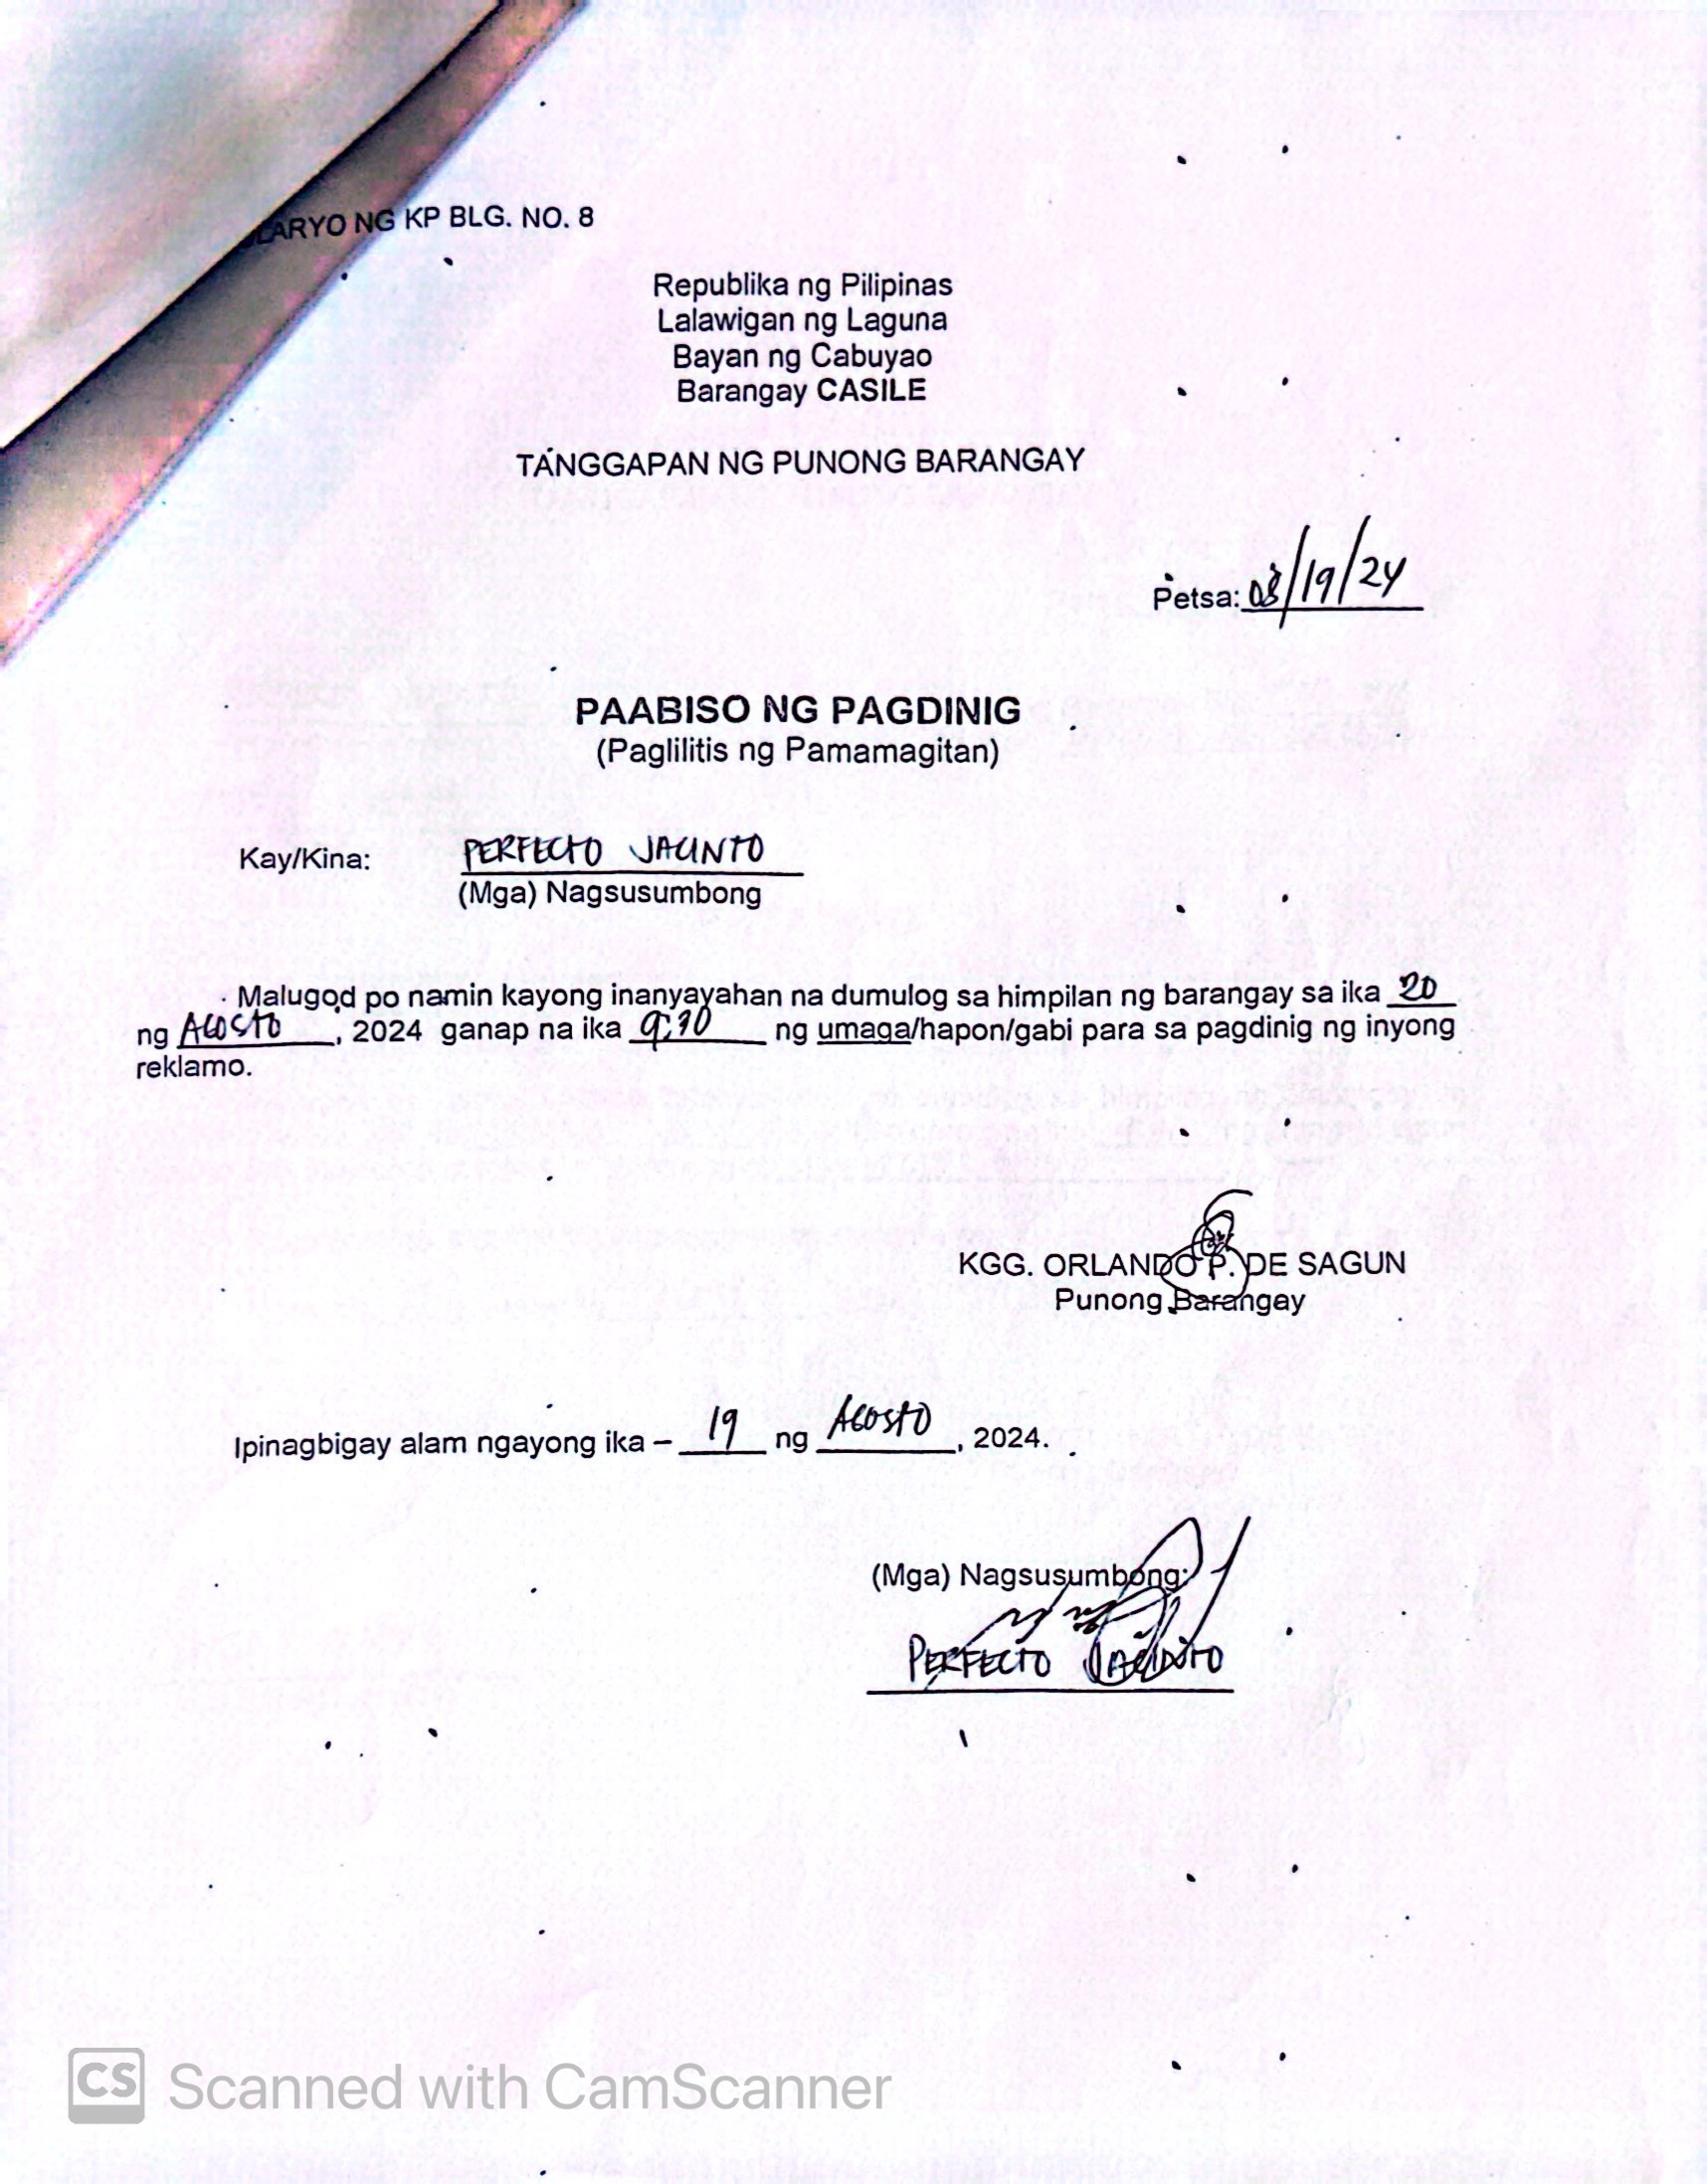 LARYO NG KP BLG. NO. 8
Republika ng Pilipinas
Lalawigan ng Laguna
Bayan ng Cabuyao
Barangay CASILE
TANGGAPAN NG PUNONG BARANGAY
Petsa: 08/19/24
PAABISO NG PAGDINIG
(Paglilitis ng Pamamagitan)
Kay/Kina: PERFECTO JACINTO
(Mga) Nagsusumbong
Malugod po namin kayong inanyayahan na dumulog sa himpilan ng barangay sa ika 20
ng AGOSTO, 2024 ganap na ika 9:30 ng umaga/hapon/gabi para sa pagdinig ng inyong
reklamo.
KGG. ORLANDO P. DE SAGUN
Punong Barangay
Ipinagbigay alam ngayong ika – 19 ng AGOSTO, 2024.
(Mga) Nagsusumbong:
PERFECTO JACINTO
CS Scanned with CamScanner